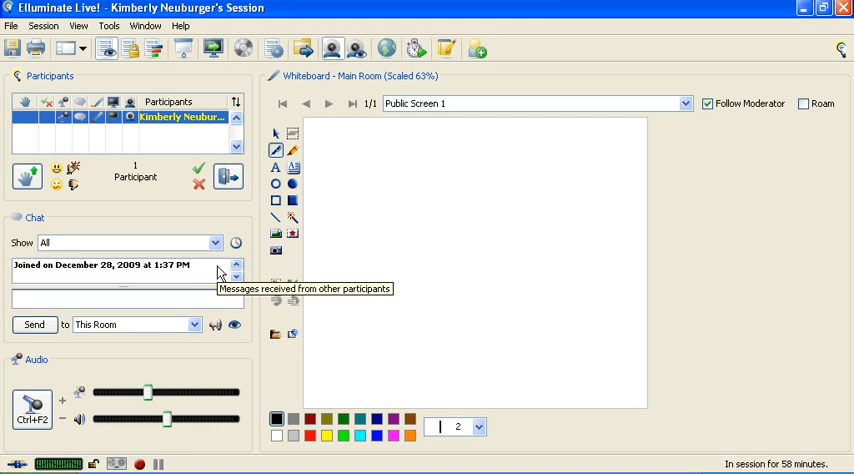 Elluminate Live! - Kimberly Neuburger's Session
File Session View Tools Window Help
Participants
Participants
Kimberly Neubur...
1
Participant
Chat
Show All
Joined on December 28, 2009 at 1:37 PM
Messages received from other participants
Send to This Room
Audio
Ctrl+F2
Whiteboard - Main Room (Scaled 63%)
1/1 Public Screen 1 Follow Moderator Roam
A A
2
In session for 58 minutes.